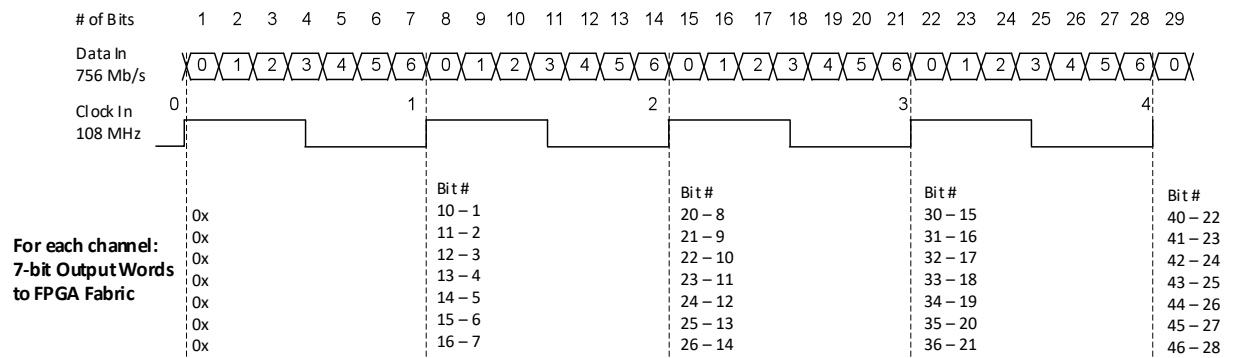 # of Bits 1 2 3 4 5 6 7 8 9 10 11 12 13 14 15 16 17 18 19 20 21 22 23 24 25 26 27 28 29
Data In
756 Mb/s
0 1 2 3 4 5 6 0 1 2 3 4 5 6 0 1 2 3 4 5 6 0 1 2 3 4 5 6 0
0 1 2 3 4
Clock In
108 MHz
For each channel:
7-bit Output Words
to FPGA Fabric
0x
0x
0x
0x
0x
0x
0x
Bit #
10 – 1
11 – 2
12 – 3
13 – 4
14 – 5
15 – 6
16 – 7
Bit #
20 – 8
21 – 9
22 – 10
23 – 11
24 – 12
25 – 13
26 – 14
Bit #
30 – 15
31 – 16
32 – 17
33 – 18
34 – 19
35 – 20
36 – 21
Bit #
40 – 22
41 – 23
42 – 24
43 – 25
44 – 26
45 – 27
46 – 28